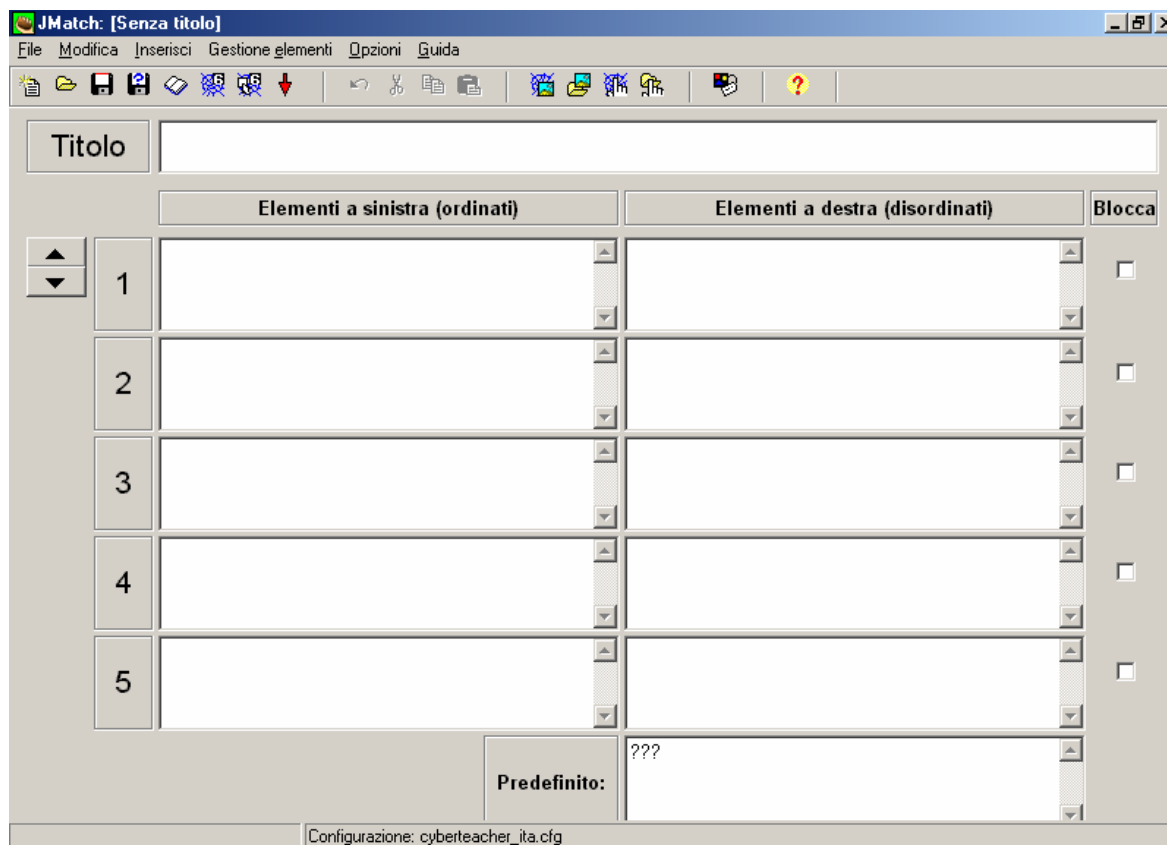 JMatch: [Senza titolo]
File Modifica Inserisci Gestione elementi Opzioni Guida
Titolo
Elementi a sinistra (ordinati) Elementi a destra (disordinati) Blocca
1
2
3
4
5
Predefinito: ???
Configurazione: cyberteacher_ita.cfg